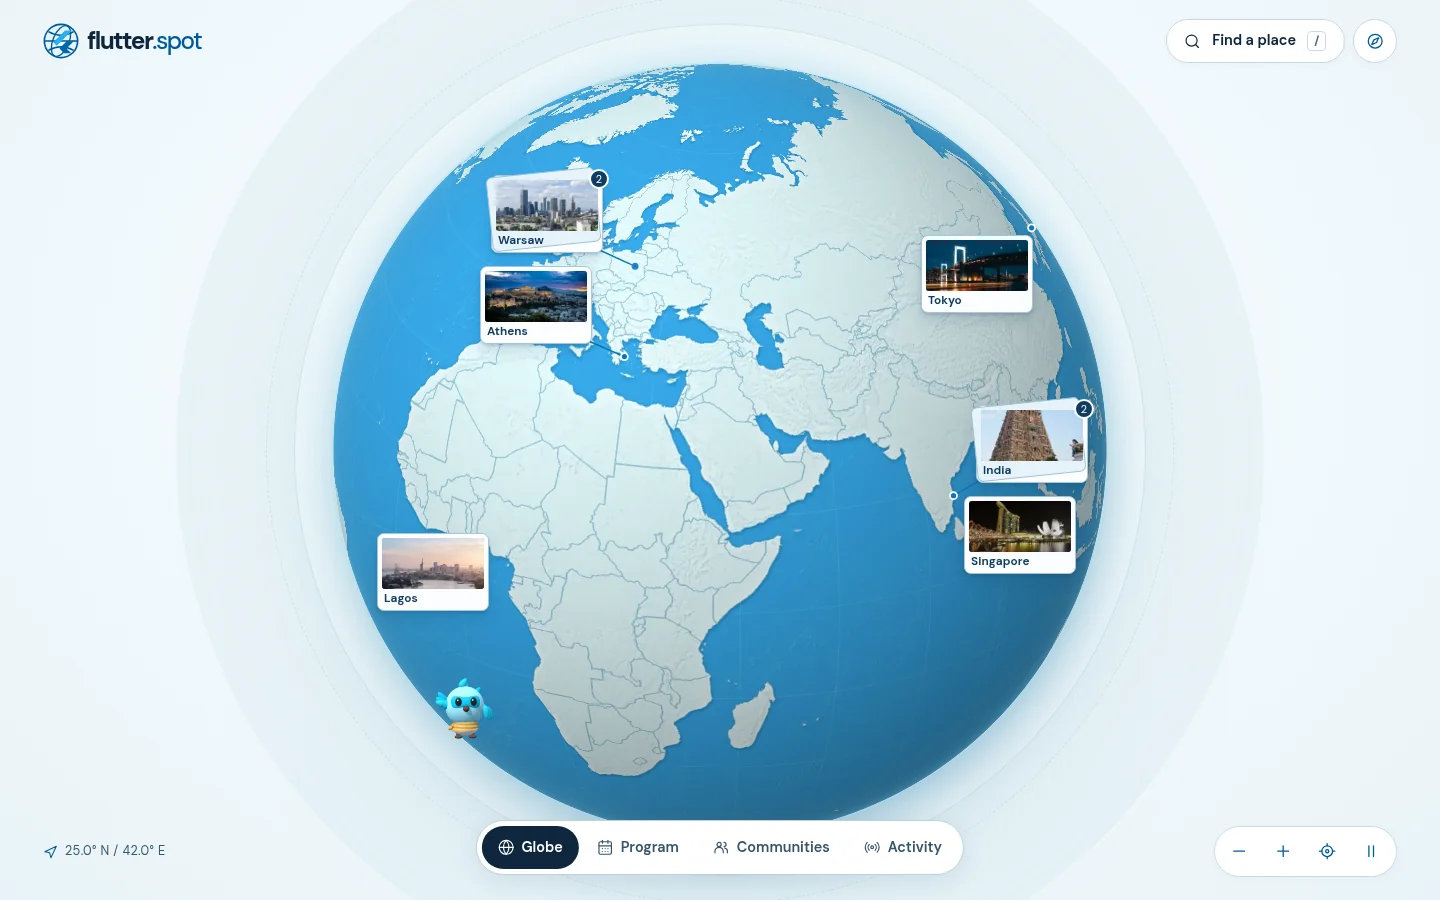 flutter.spot
Find a place /
2
Warsaw
Athens
Tokyo
2
India
Singapore
Lagos
25.0° N / 42.0° E
Globe
Program
Communities
Activity